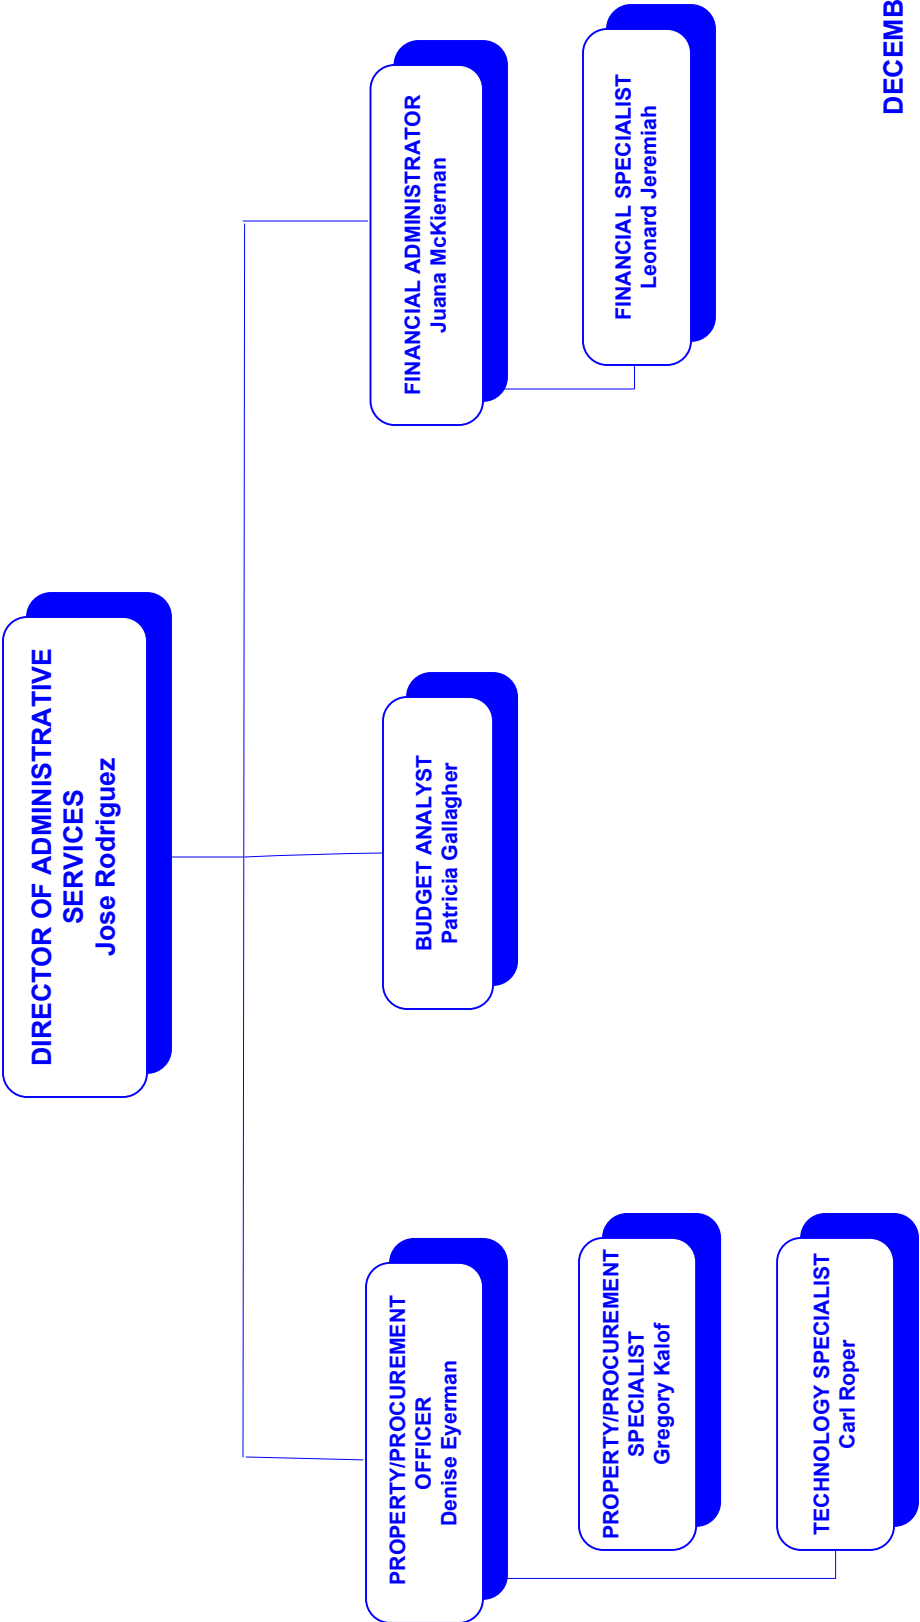 DIRECTOR OF ADMINISTRATIVE
SERVICES
Jose Rodriguez
PROPERTY/PROCUREMENT
OFFICER
Denise Eyerman
BUDGET ANALYST
Patricia Gallagher
FINANCIAL ADMINISTRATOR
Juana McKiernan
PROPERTY/PROCUREMENT
SPECIALIST
Gregory Kalof
FINANCIAL SPECIALIST
Leonard Jeremiah
TECHNOLOGY SPECIALIST
Carl Roper
DECEMB